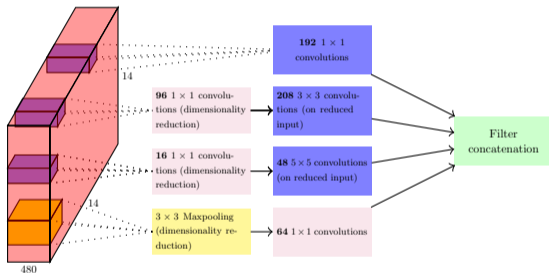 192 1 × 1
convolutions
14
96 1 × 1 convolu-
tions (dimensionality
reduction)
208 3 × 3 convolu-
tions (on reduced
input)
Filter
concatenation
16 1 × 1 convolu-
tions (dimensionality
reduction)
48 5×5 convolutions
(on reduced input)
14
3 × 3 Maxpooling
(dimensionality re-
duction)
64 1×1 convolutions
480